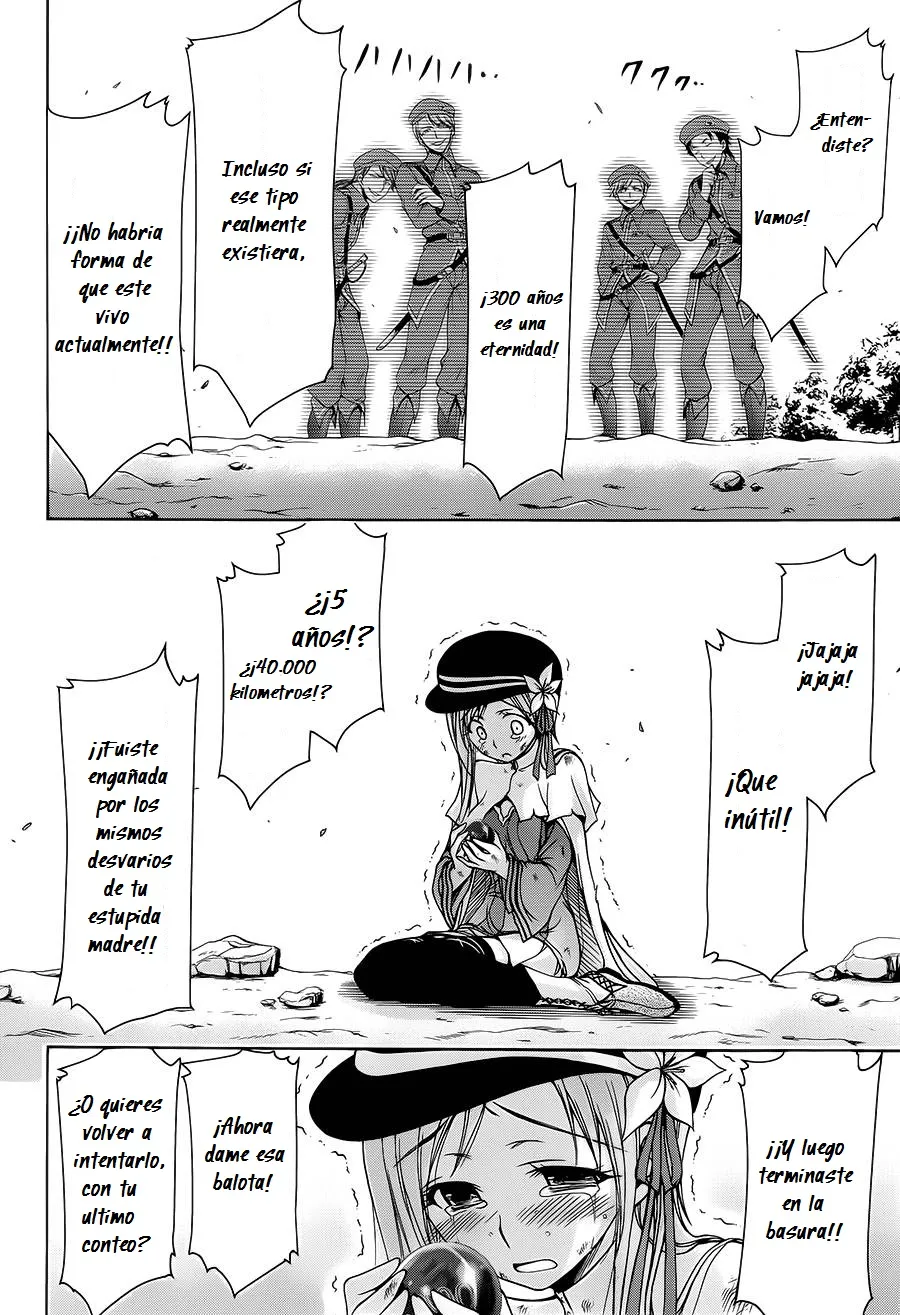 ハハハハ..
フフフ..
¿Enten-
diste?
Vamos!
¡300 años
es una
eternidad!
Incluso si
ese tipo
realmente
existiera,
¡¡No habria
forma de
que este
vivo
actualmente!!
¡Jajaja
jajaja!
¡Que
inútil!
¿¡5
años!?
¿¡40.000
kilometros!?
¡¡Fuiste
engañada
por los
mismos
desvarios
de tu
estupida
madre!!
¡¡Y luego
terminaste
en la
basura!!
¡Ahora
dame esa
balota!
¿O quieres
volver a
intentarlo,
con tu
ultimo
conteo?